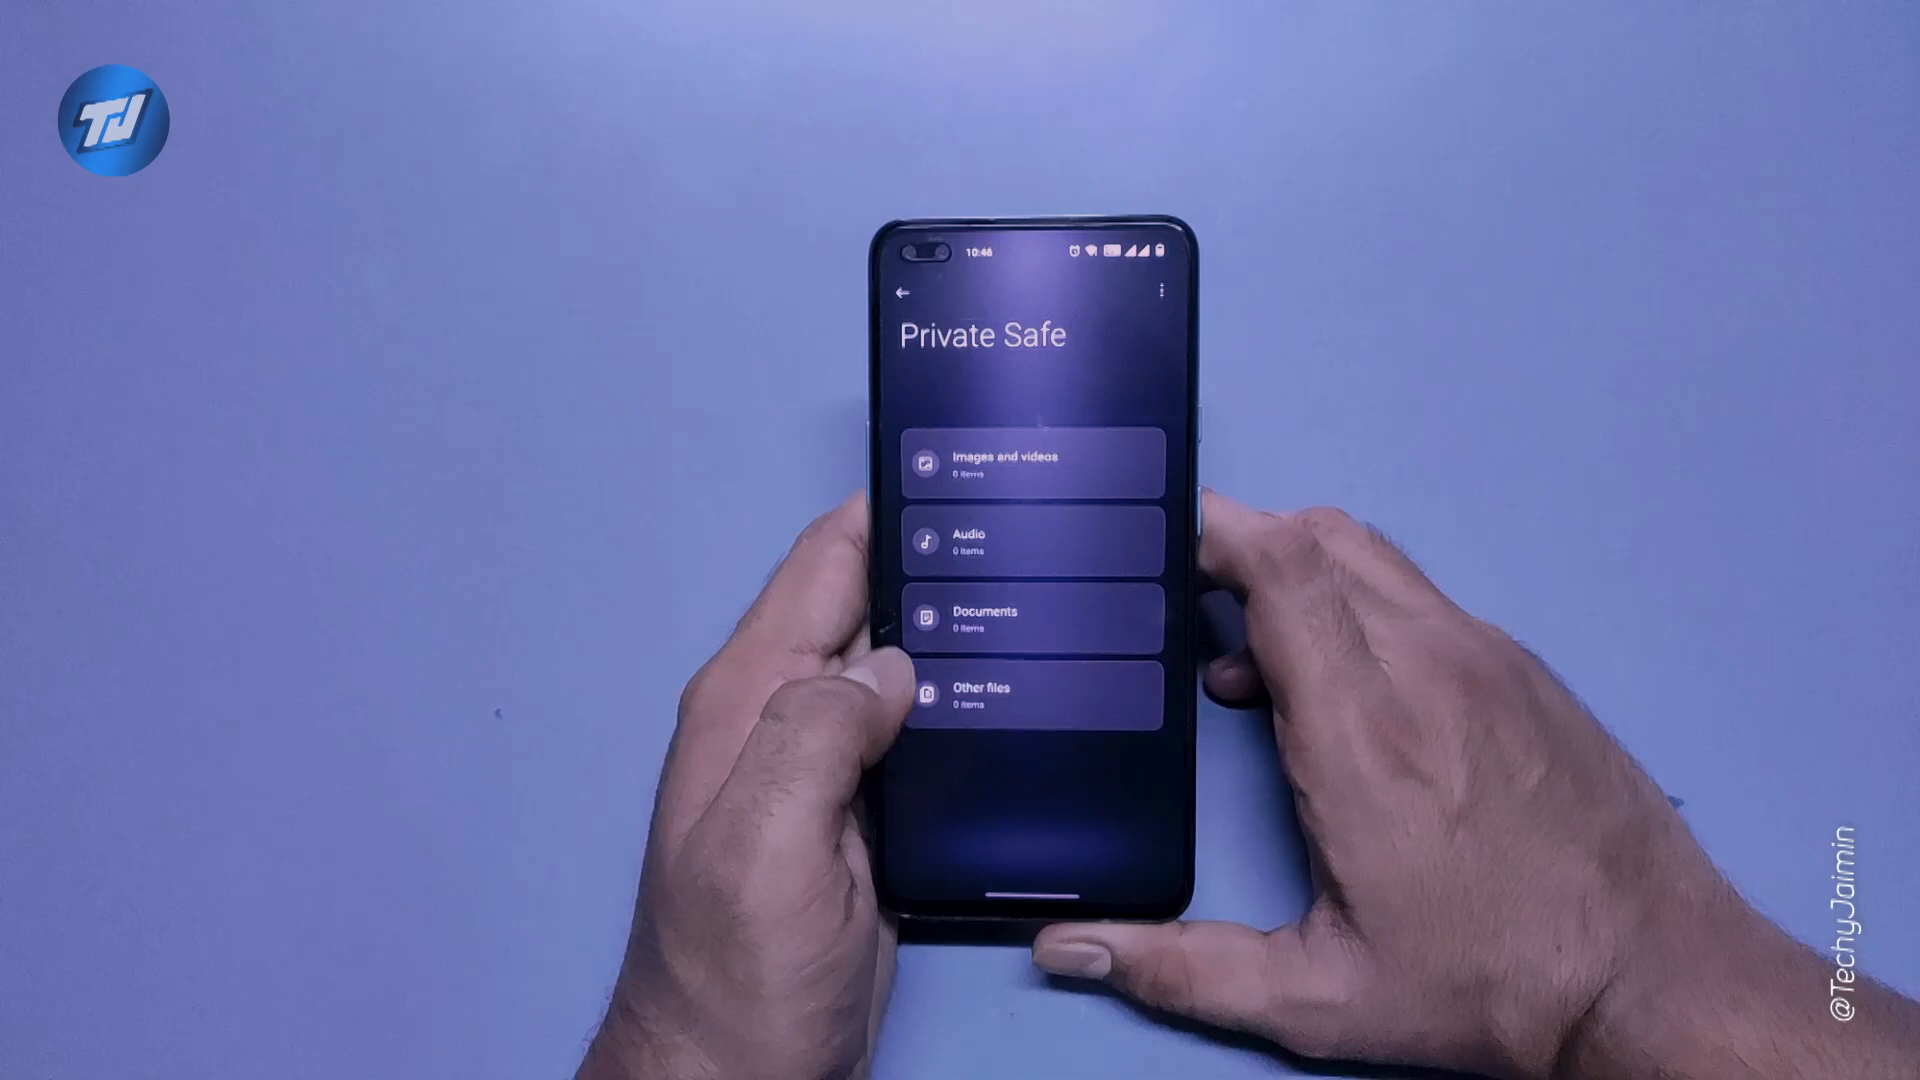 TJ
10:46
Private Safe
Images and videos
0 items
Audio
0 items
Documents
0 items
Other files
0 items
@TechyJaimin